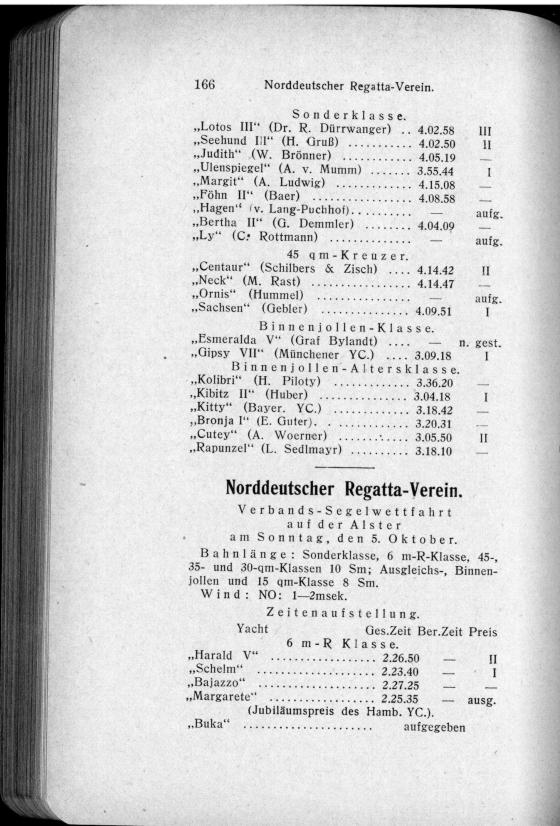 166 Norddeutscher Regatta-Verein.
Sonderklasse.
„Lotos III“ (Dr. R. Dürrwanger) .. 4.02.58 III
„Seehund III“ (H. Gruß) ........... 4.02.50 II
„Judith“ (W. Brönner) ............ 4.05.19 —
„Ulenspiegel“ (A. v. Mumm) ....... 3.55.44 I
„Margit“ (A. Ludwig) ............. 4.15.08 —
„Föhn II“ (Baer) ................. 4.08.58 —
„Hagen“ (v. Lang-Puchhof).......... — aufg.
„Bertha II“ (G. Demmler) ........ 4.04.09 —
„Ly“ (C. Rottmann) .............. — aufg.
45 qm-Kreuzer.
„Centaur“ (Schilbers & Zisch) .... 4.14.42 II
„Neck“ (M. Rast) ................. 4.14.47 —
„Ornis“ (Hummel) ................ — aufg.
„Sachsen“ (Gebler) ............... 4.09.51 I
Binnenjollen-Klasse.
„Esmeralda V“ (Graf Bylandt) .... — n. gest.
„Gipsy VII“ (Münchener YC.) .... 3.09.18 I
Binnenjollen-Altersklasse.
„Kolibri“ (H. Piloty) ............. 3.36.20 —
„Kibitz II“ (Huber) .............. 3.04.18 I
„Kitty“ (Bayer. YC.) ............. 3.18.42 —
„Bronja I“ (E. Guter). . ........... 3.20.31 —
„Cutey“ (A. Woerner) ............ 3.05.50 II
„Rapunzel“ (L. Sedlmayr) .......... 3.18.10 —
Norddeutscher Regatta-Verein.
Verbands-Segelwettfahrt
auf der Alster
am Sonntag, den 5. Oktober.
Bahnlänge: Sonderklasse, 6 m-R-Klasse, 45-,
35- und 30-qm-Klassen 10 Sm; Ausgleichs-, Binnen-
jollen und 15 qm-Klasse 8 Sm.
Wind: NO: 1—2msek.
Zeitenaufstellung.
Yacht Ges.Zeit Ber.Zeit Preis
6 m-R Klasse.
„Harald V“ .................. 2.26.50 — II
„Schelm“ .................... 2.23.40 — I
„Bajazzo“ .................... 2.27.25 — —
„Margarete“ .................. 2.25.35 — ausg.
(Jubiläumspreis des Hamb. YC.).
„Buka“ ...................... aufgegeben